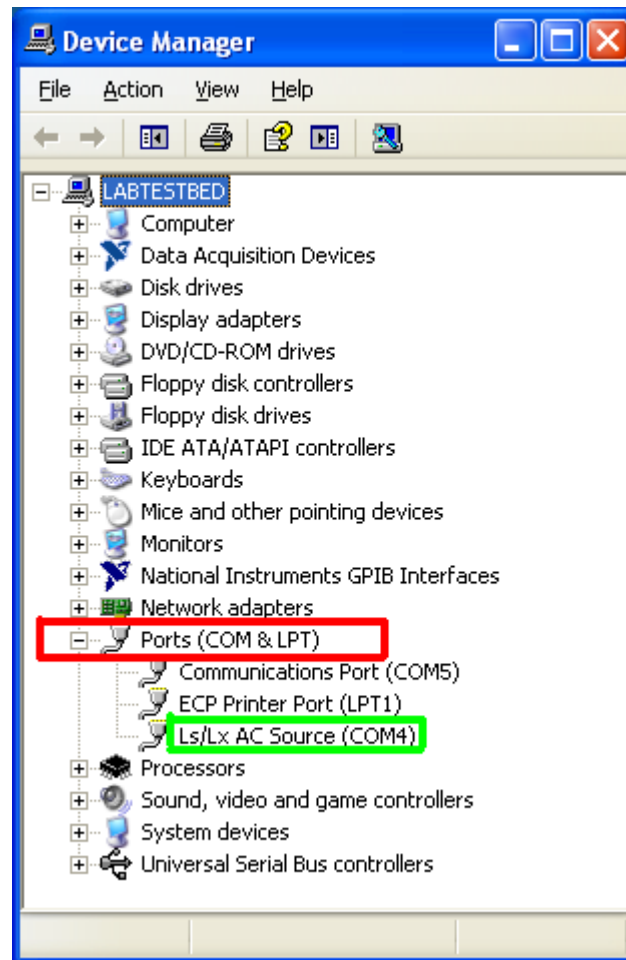 Device Manager
File Action View Help
LABTESTBED
Computer
Data Acquisition Devices
Disk drives
Display adapters
DVD/CD-ROM drives
Floppy disk controllers
Floppy disk drives
IDE ATA/ATAPI controllers
Keyboards
Mice and other pointing devices
Monitors
National Instruments GPIB Interfaces
Network adapters
Ports (COM & LPT)
Communications Port (COM5)
ECP Printer Port (LPT1)
Ls/Lx AC Source (COM4)
Processors
Sound, video and game controllers
System devices
Universal Serial Bus controllers